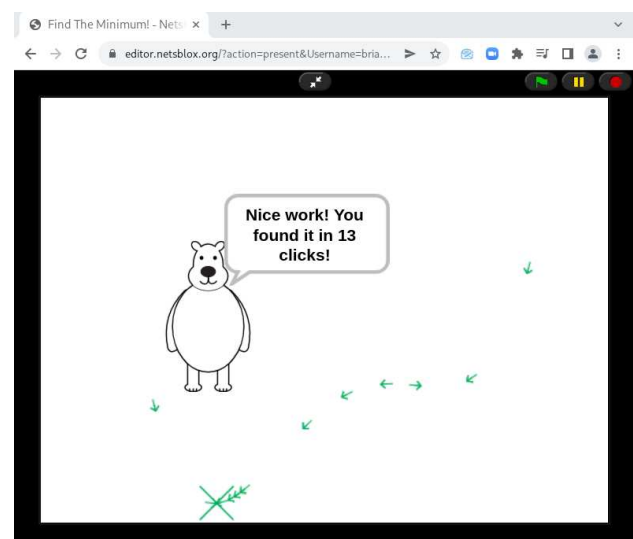 Find The Minimum! - Nets
editor.netsblox.org/?action=present&Username=bria...
Nice work! You
found it in 13
clicks!